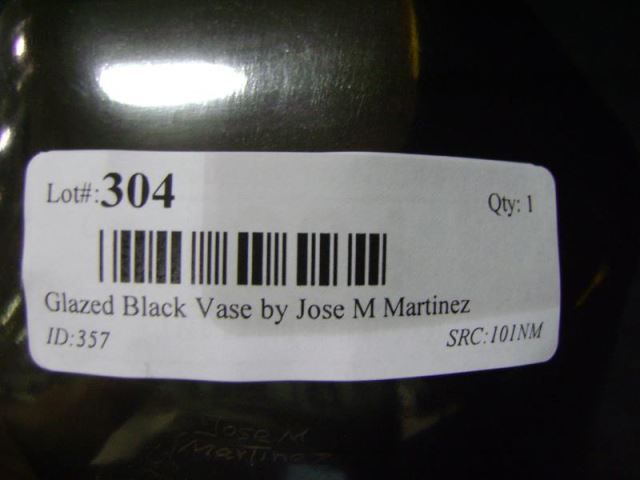 Lot#:304
Qty: 1
Glazed Black Vase by Jose M Martinez
ID:357
SRC:101NM
Jose M
Martinez